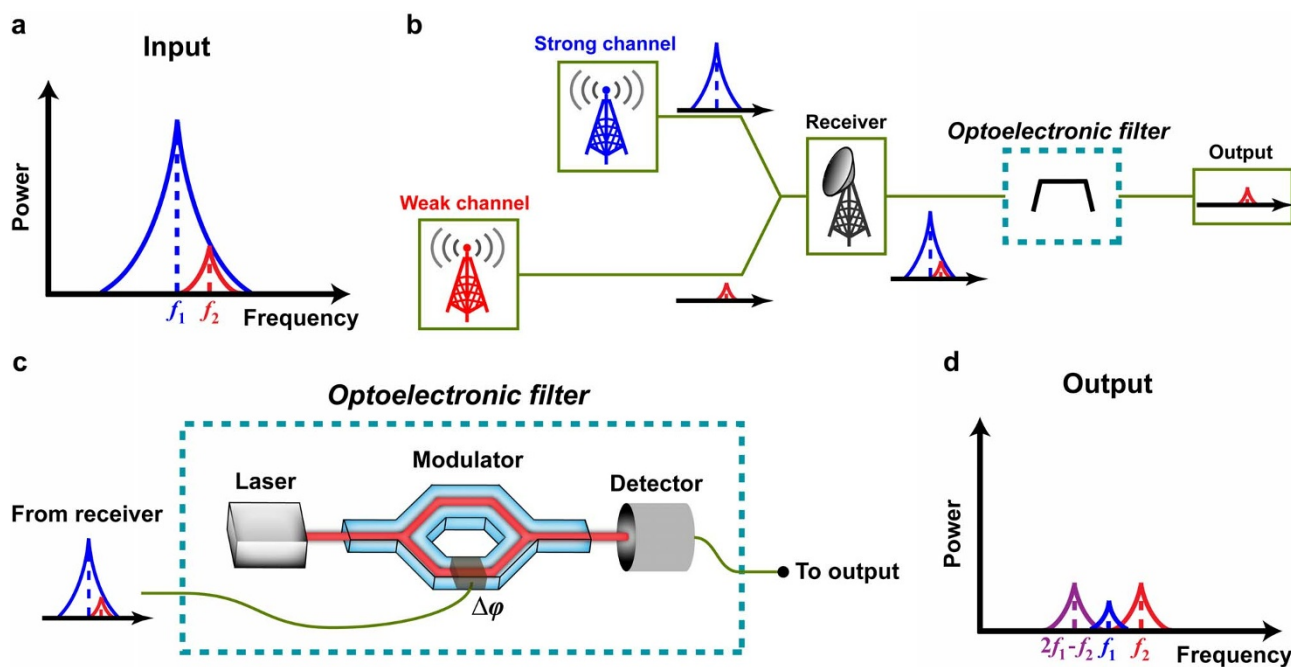 a
Input
Power
f₁ f₂
Frequency
b
Strong channel
Weak channel
Receiver
Optoelectronic filter
Output
c
Optoelectronic filter
From receiver
Laser
Modulator
Detector
Δφ
To output
d
Output
Power
2f₁-f₂ f₁ f₂
Frequency